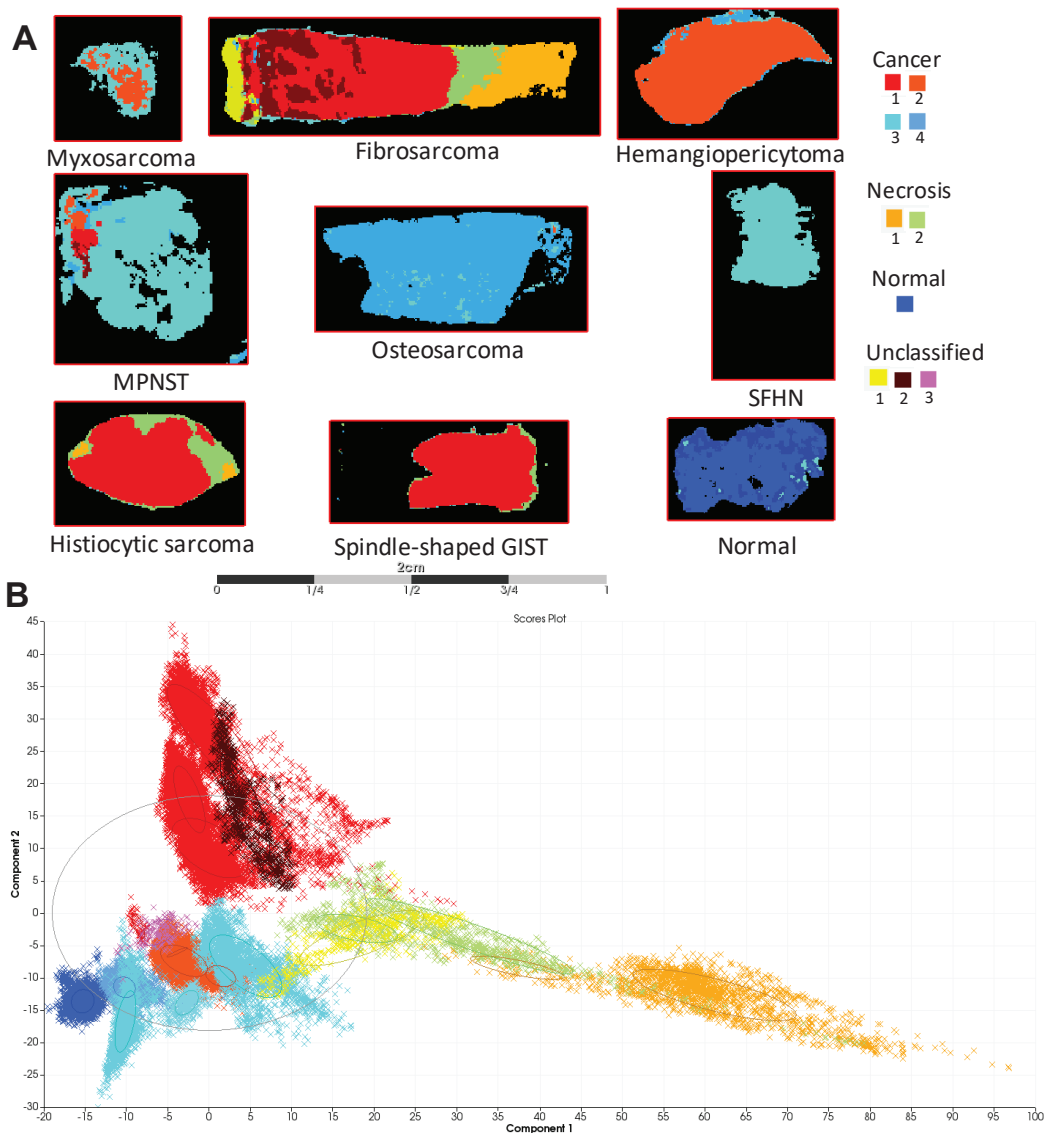 A
Cancer
1 2
3 4
Myxosarcoma
Fibrosarcoma
Hemangiopericytoma
Necrosis
1 2
Normal
Unclassified
1 2 3
MPNST
Osteosarcoma
SFHN
Histiocytic sarcoma
Spindle-shaped GIST
Normal
2cm
0 1/4 1/2 3/4 1
B
Scores Plot
Component 2
45
40
35
30
25
20
15
10
5
0
-5
-10
-15
-20
-25
-30
-20 -15 -10 -5 0 5 10 15 20 25 30 35 40 45 50 55 60 65 70 75 80 85 90 95 100
Component 1